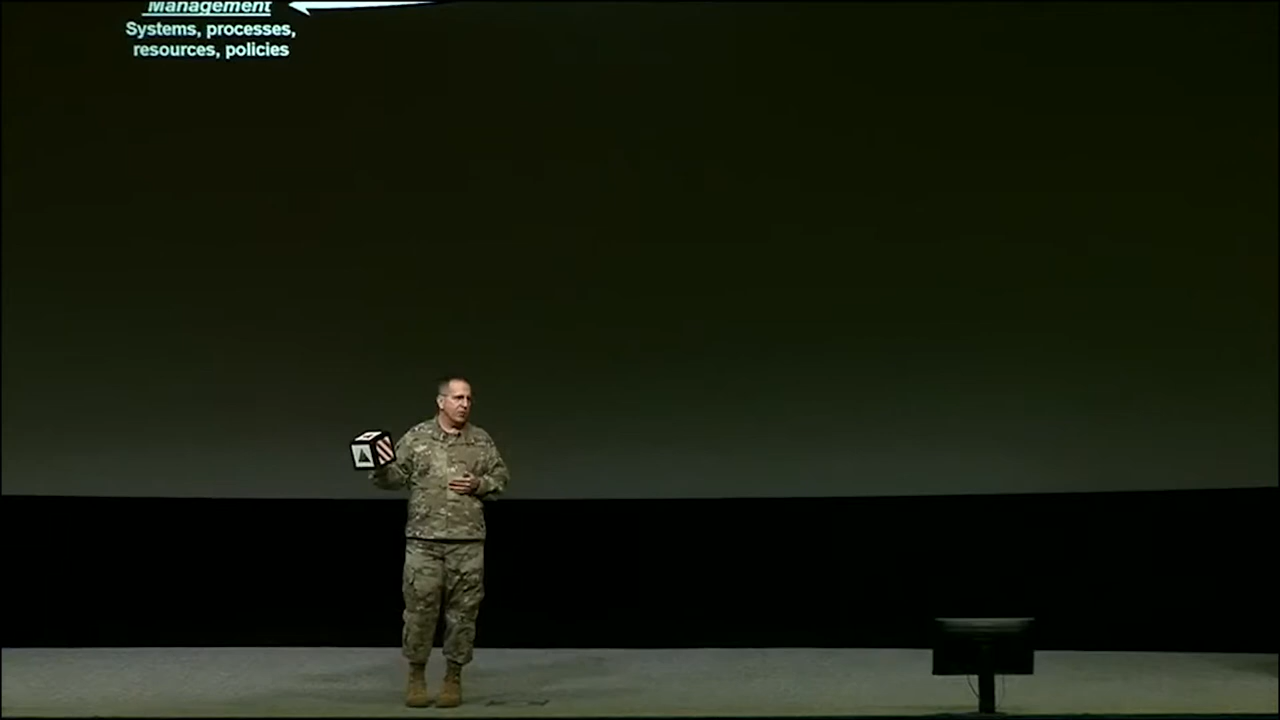 Management
Systems, processes,
resources, policies